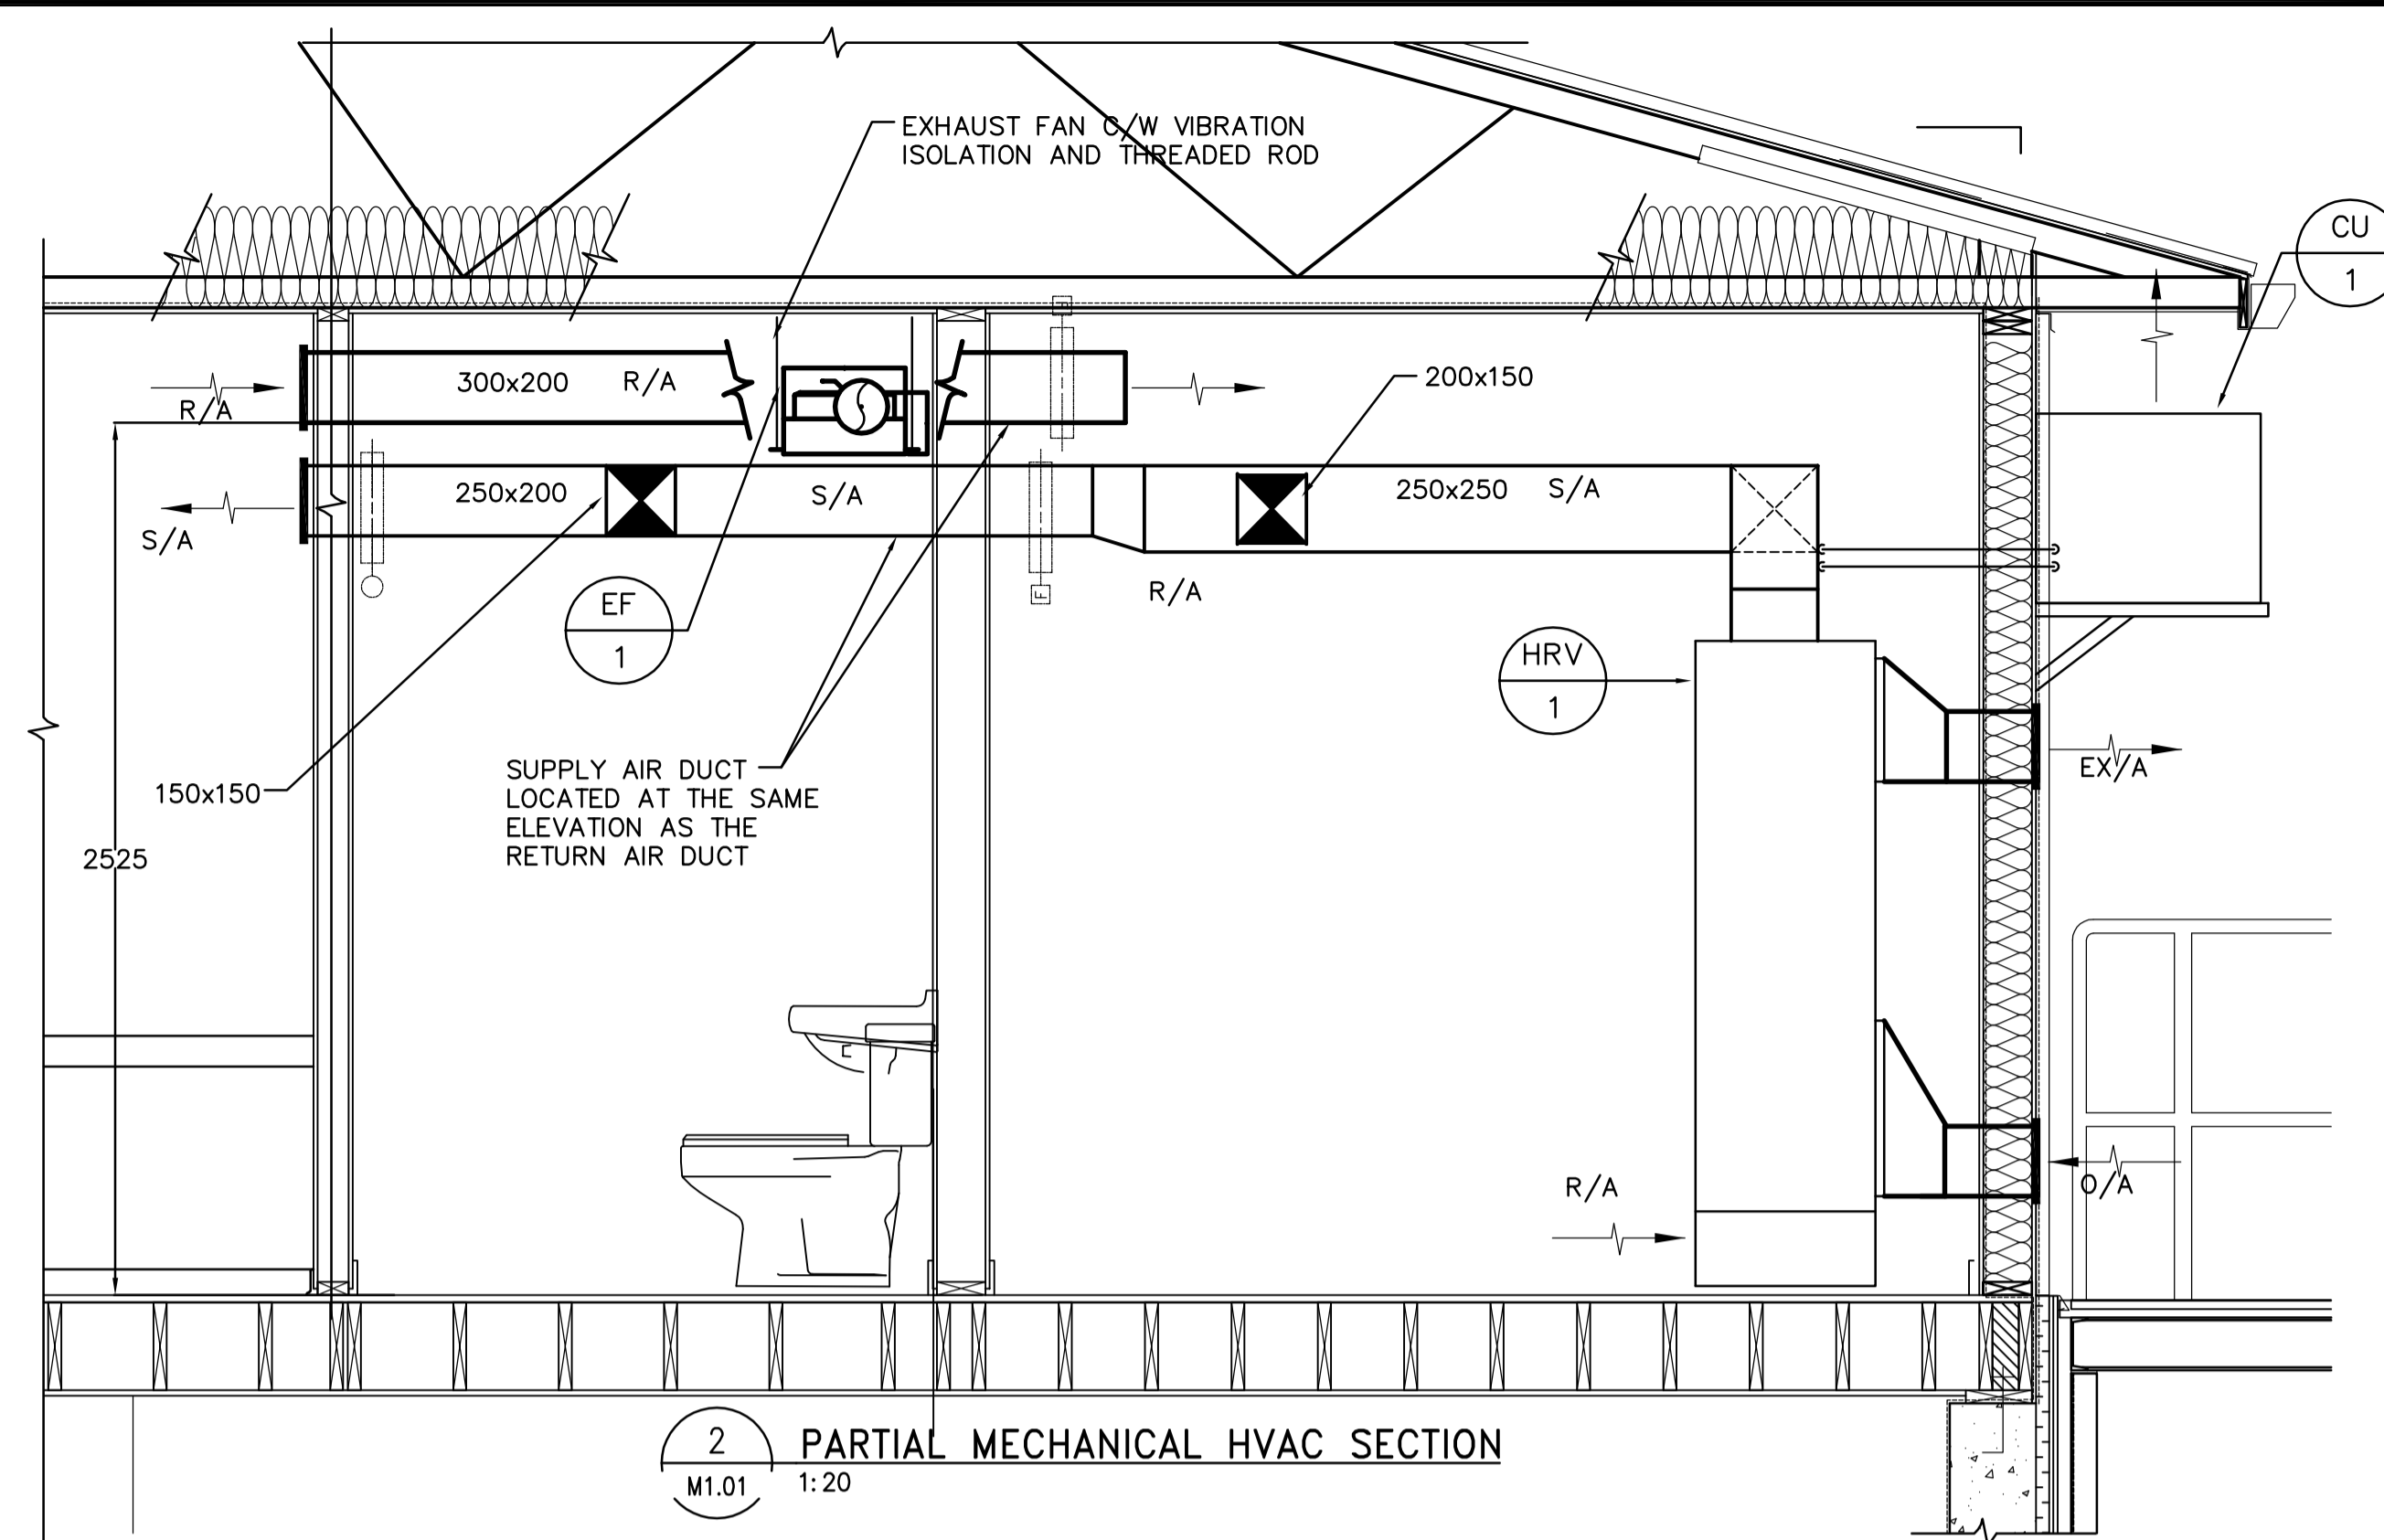 EXHAUST FAN C/W VIBRATION
ISOLATION AND THREADED ROD
CU
1
300x200 R/A
200x150
R/A
250x200
S/A
250x250 S/A
S/A
R/A
F
EF
1
HRV
1
SUPPLY AIR DUCT
LOCATED AT THE SAME
ELEVATION AS THE
RETURN AIR DUCT
150x150
EX/A
2525
R/A
O/A
2
M1.01
PARTIAL MECHANICAL HVAC SECTION
1:20